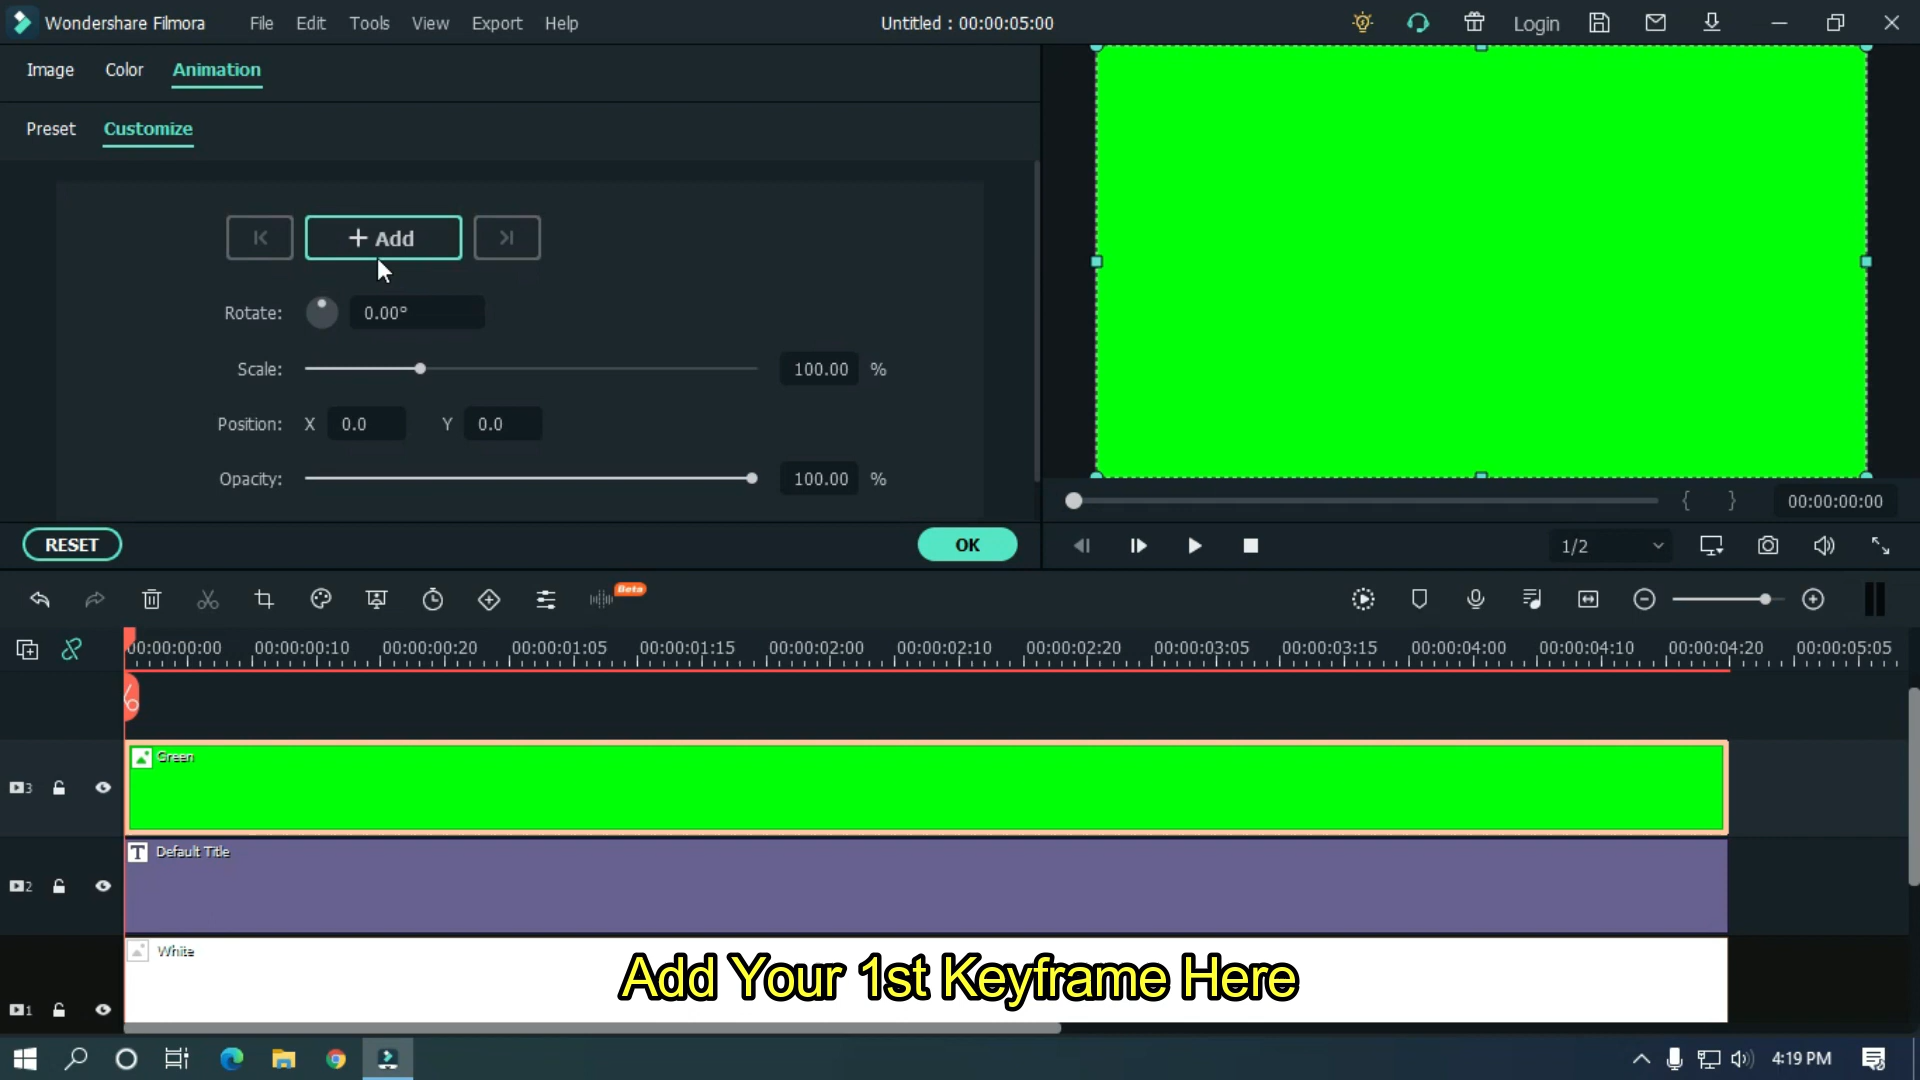 Wondershare Filmora File Edit Tools View Export Help Untitled : 00:00:05:00 Login
Image Color Animation
Preset Customize
+ Add
Rotate: 0.00°
Scale: 100.00 %
Position: X 0.0 Y 0.0
Opacity: 100.00 %
{ } 00:00:00:00
RESET OK 1/2
Beta
00:00:00:00 00:00:00:10 00:00:00:20 00:00:01:05 00:00:01:15 00:00:02:00 00:00:02:10 00:00:02:20 00:00:03:05 00:00:03:15 00:00:04:00 00:00:04:10 00:00:04:20 00:00:05:05
Green
3
T Default Title
2
White
Add Your 1st Keyframe Here
1
4:19 PM